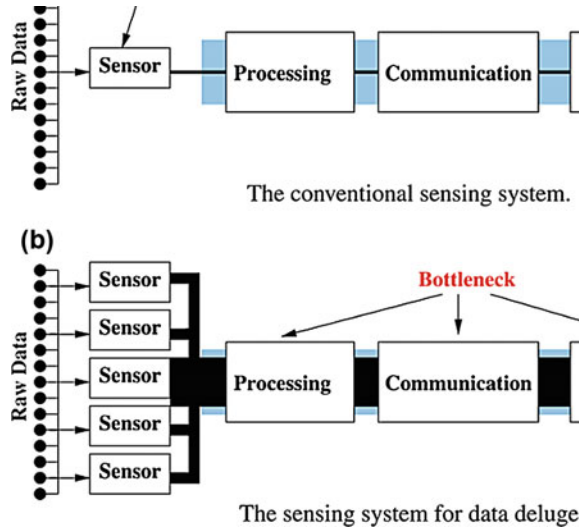 Raw Data
Sensor
Processing
Communication
The conventional sensing system.
(b)
Raw Data
Sensor
Sensor
Sensor
Sensor
Sensor
Bottleneck
Processing
Communication
The sensing system for data deluge